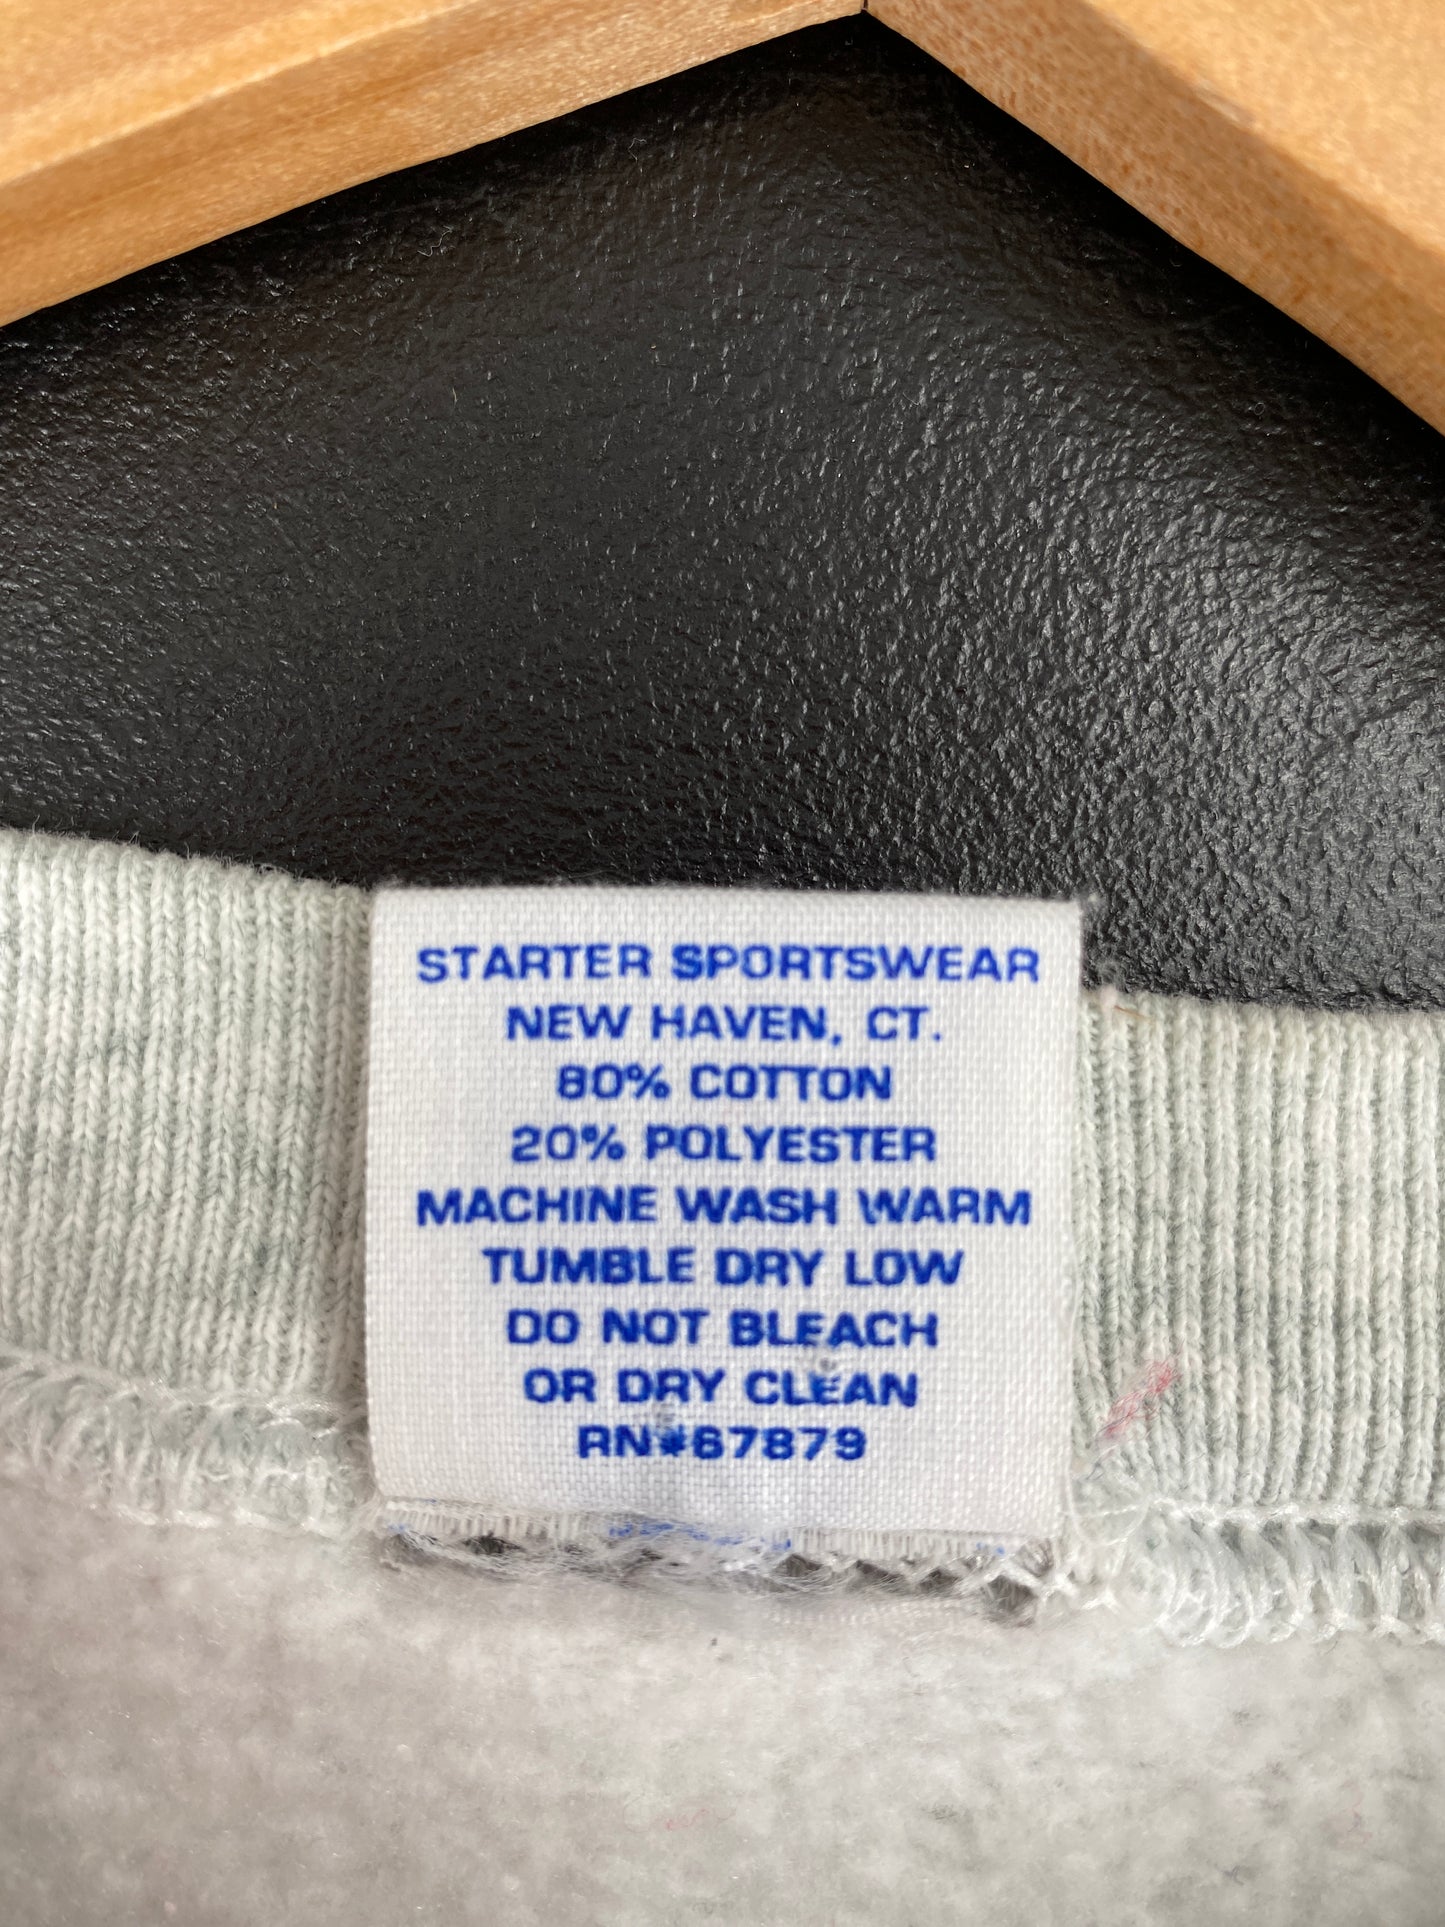 STARTER SPORTSWEAR
NEW HAVEN, CT.
80% COTTON
20% POLYESTER
MACHINE WASH WARM
TUMBLE DRY LOW
DO NOT BLEACH
OR DRY CLEAN
RN#67879